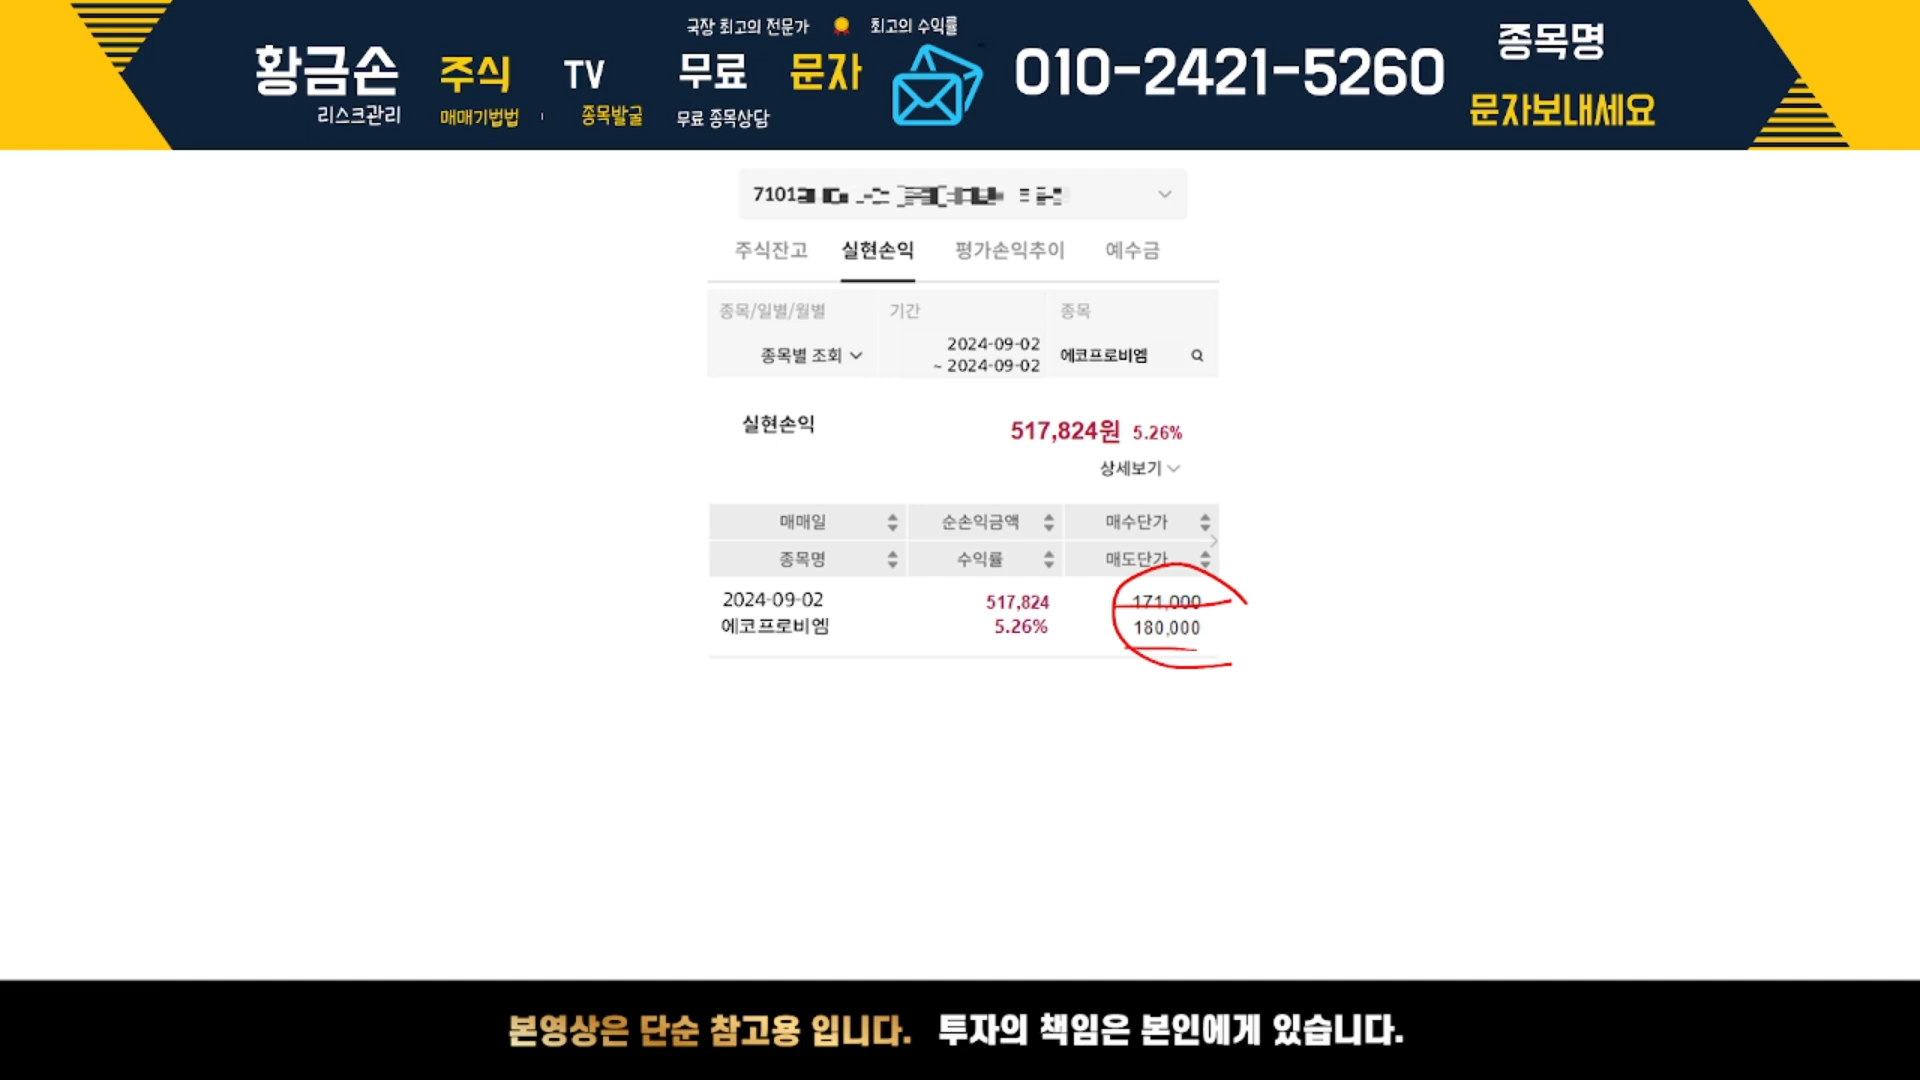 국장 최고의 전문가 최고의 수익률
황금손 주식 TV 무료 문자 010-2421-5260 종목명
리스크관리 매매기법법 종목발굴 무료 종목상담 문자보내세요
7101
주식잔고 실현손익 평가손익추이 예수금
종목/일별/월별 기간 종목
종목별 조회 2024-09-02 ~ 2024-09-02 에코프로비엠
실현손익 517,824원 5.26%
상세보기
매매일 순손익금액 매수단가
종목명 수익률 매도단가
2024-09-02 517,824 171,000
에코프로비엠 5.26% 180,000
본영상은 단순 참고용 입니다. 투자의 책임은 본인에게 있습니다.